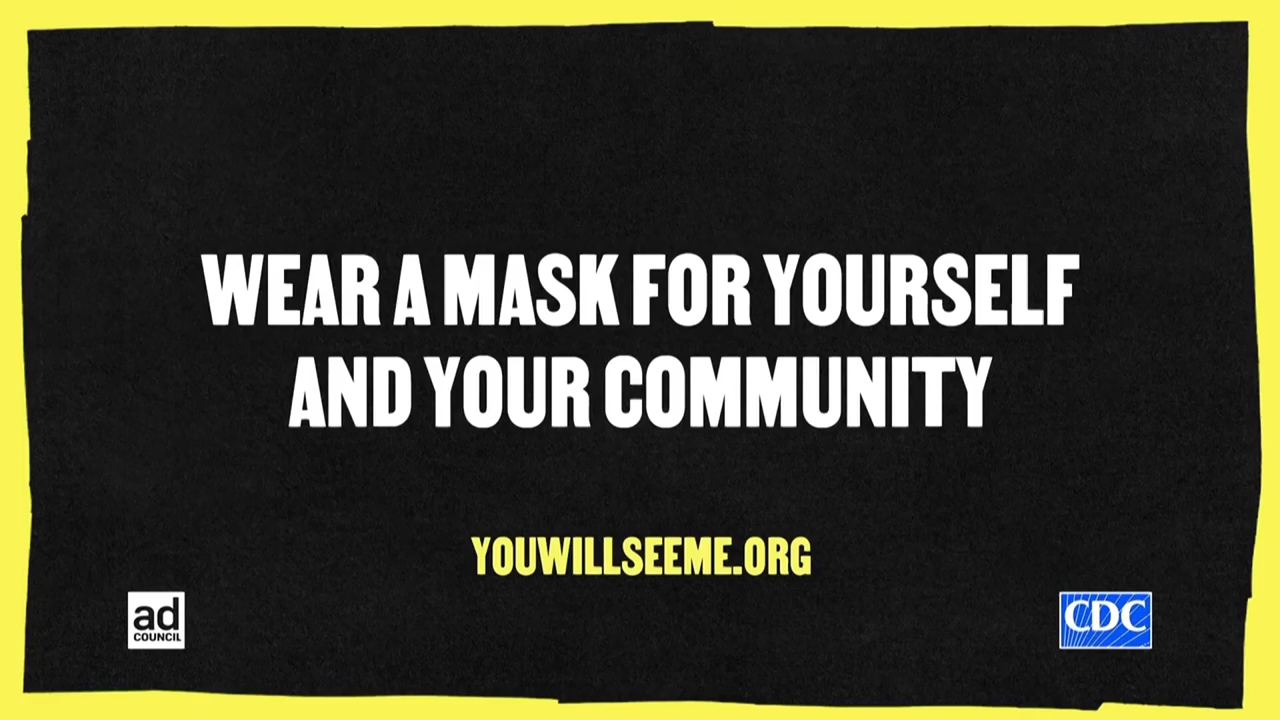 WEAR A MASK FOR YOURSELF
AND YOUR COMMUNITY
YOUWILLSEEME.ORG
ad
COUNCIL
CDC